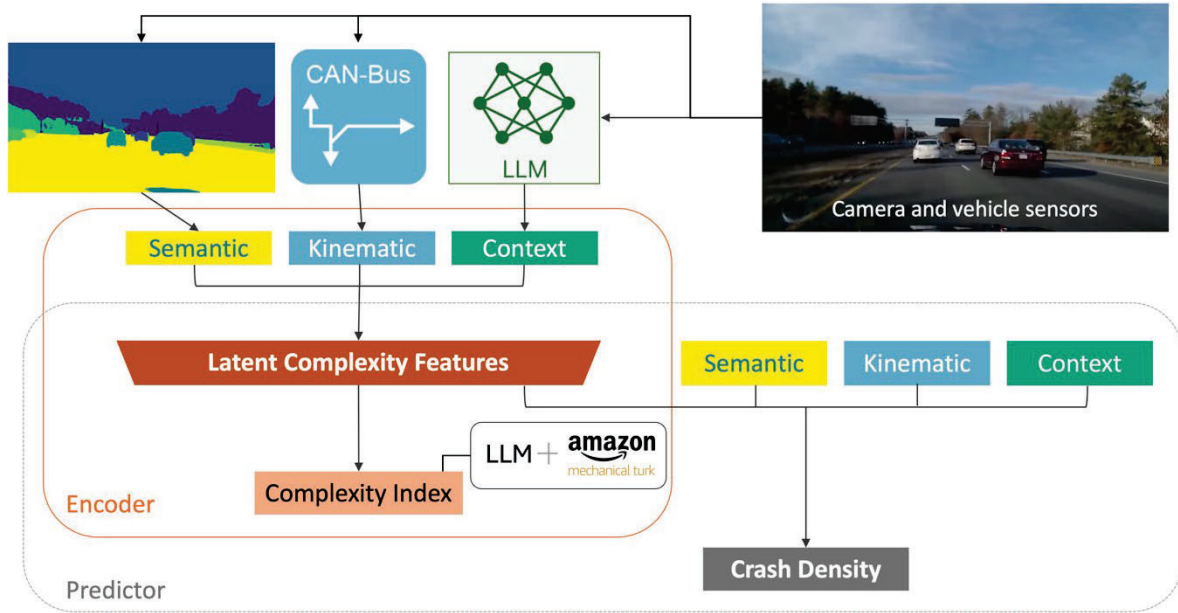 CAN-Bus
LLM
Camera and vehicle sensors
Semantic
Kinematic
Context
Latent Complexity Features
Semantic
Kinematic
Context
LLM + amazon
mechanical turk
Complexity Index
Encoder
Crash Density
Predictor